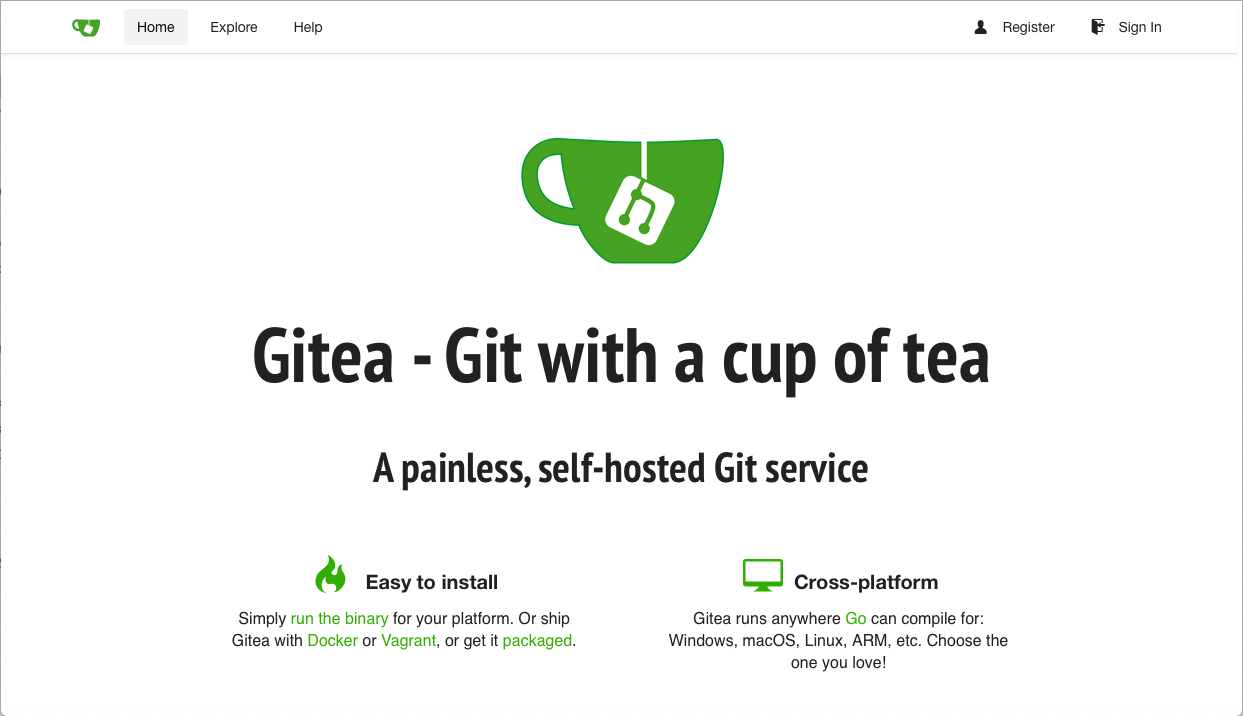 Home Explore Help Register Sign In
Gitea - Git with a cup of tea
A painless, self-hosted Git service
Easy to install
Simply run the binary for your platform. Or ship
Gitea with Docker or Vagrant, or get it packaged.
Cross-platform
Gitea runs anywhere Go can compile for:
Windows, macOS, Linux, ARM, etc. Choose the
one you love!